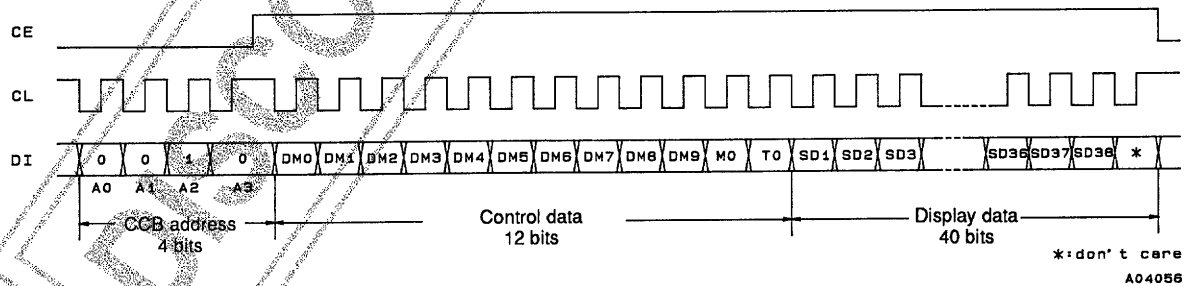 CE
CL
DI 0 0 1 0 DM0 DM1 DM2 DM3 DM4 DM5 DM6 DM7 DM8 DM9 M0 T0 SD1 SD2 SD3 SD36 SD37 SD38 *
A0 A1 A2 A3
CCB address
4 bits
Control data
12 bits
Display data
40 bits
*:don't care
A04056
DISCO